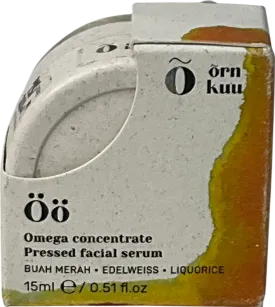 Õ õrn
kuu
Öö
Omega concentrate
Pressed facial serum
BUAH MERAH • EDELWEISS • LIQUORICE
15ml ℮ / 0.51 fl.oz